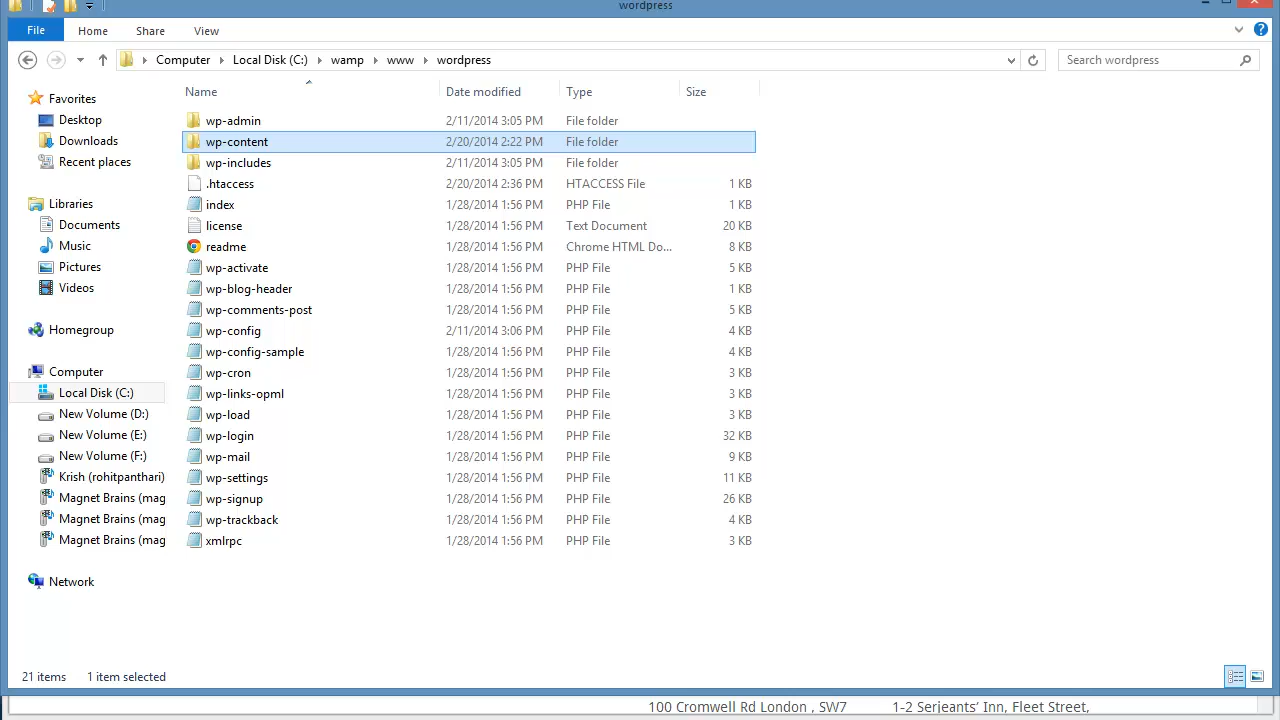 wordpress
File Home Share View
Computer Local Disk (C:) wamp www wordpress Search wordpress
Name Date modified Type Size
Favorites
Desktop
Downloads
Recent places
Libraries
Documents
Music
Pictures
Videos
Homegroup
Computer
Local Disk (C:)
New Volume (D:)
New Volume (E:)
New Volume (F:)
Krish (rohitpanthari)
Magnet Brains (mag
Magnet Brains (mag
Magnet Brains (mag
Network
wp-admin 2/11/2014 3:05 PM File folder
wp-content 2/20/2014 2:22 PM File folder
wp-includes 2/11/2014 3:05 PM File folder
.htaccess 2/20/2014 2:36 PM HTACCESS File 1 KB
index 1/28/2014 1:56 PM PHP File 1 KB
license 1/28/2014 1:56 PM Text Document 20 KB
readme 1/28/2014 1:56 PM Chrome HTML Do... 8 KB
wp-activate 1/28/2014 1:56 PM PHP File 5 KB
wp-blog-header 1/28/2014 1:56 PM PHP File 1 KB
wp-comments-post 1/28/2014 1:56 PM PHP File 5 KB
wp-config 2/11/2014 3:06 PM PHP File 4 KB
wp-config-sample 1/28/2014 1:56 PM PHP File 4 KB
wp-cron 1/28/2014 1:56 PM PHP File 3 KB
wp-links-opml 1/28/2014 1:56 PM PHP File 3 KB
wp-load 1/28/2014 1:56 PM PHP File 3 KB
wp-login 1/28/2014 1:56 PM PHP File 32 KB
wp-mail 1/28/2014 1:56 PM PHP File 9 KB
wp-settings 1/28/2014 1:56 PM PHP File 11 KB
wp-signup 1/28/2014 1:56 PM PHP File 26 KB
wp-trackback 1/28/2014 1:56 PM PHP File 4 KB
xmlrpc 1/28/2014 1:56 PM PHP File 3 KB
21 items 1 item selected
100 Cromwell Rd London , SW7 1-2 Serjeants’ Inn, Fleet Street,